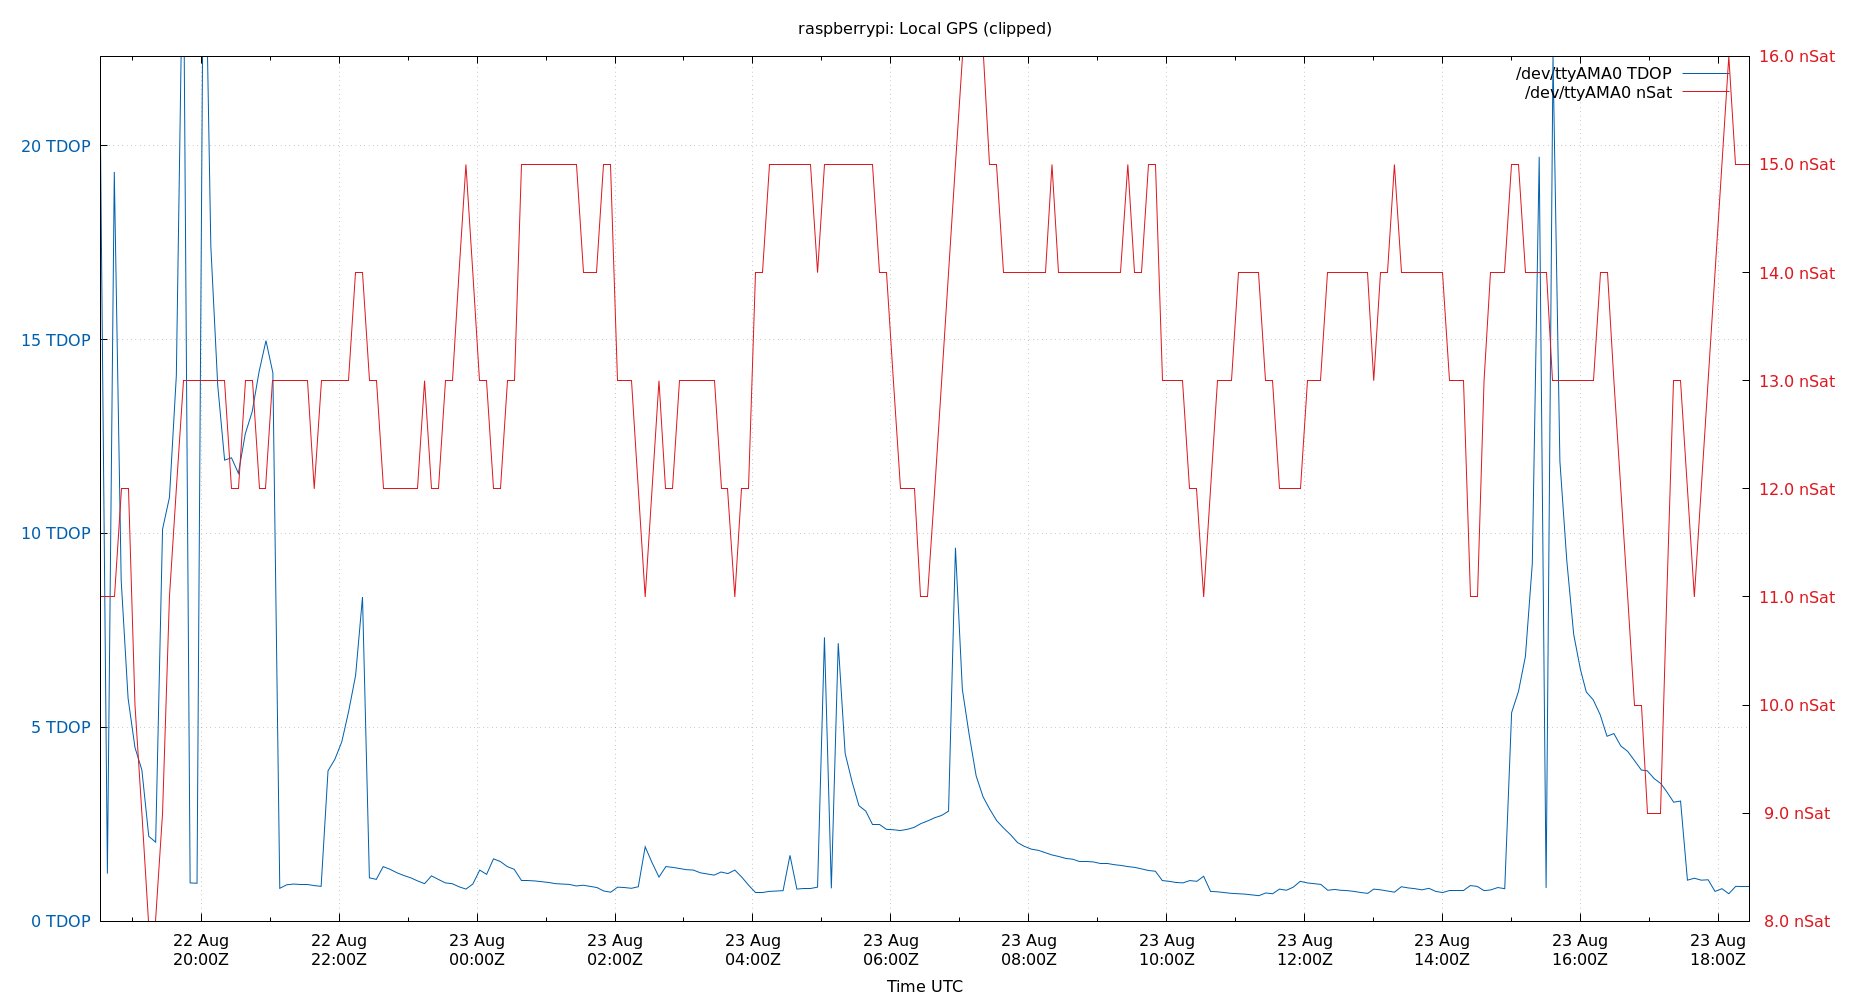 raspberrypi: Local GPS (clipped)
/dev/ttyAMA0 TDOP
/dev/ttyAMA0 nSat
20 TDOP
15 TDOP
10 TDOP
5 TDOP
0 TDOP
16.0 nSat
15.0 nSat
14.0 nSat
13.0 nSat
12.0 nSat
11.0 nSat
10.0 nSat
9.0 nSat
8.0 nSat
22 Aug 22 Aug 23 Aug 23 Aug 23 Aug 23 Aug 23 Aug 23 Aug 23 Aug 23 Aug 23 Aug 23 Aug
20:00Z 22:00Z 00:00Z 02:00Z 04:00Z 06:00Z 08:00Z 10:00Z 12:00Z 14:00Z 16:00Z 18:00Z
Time UTC